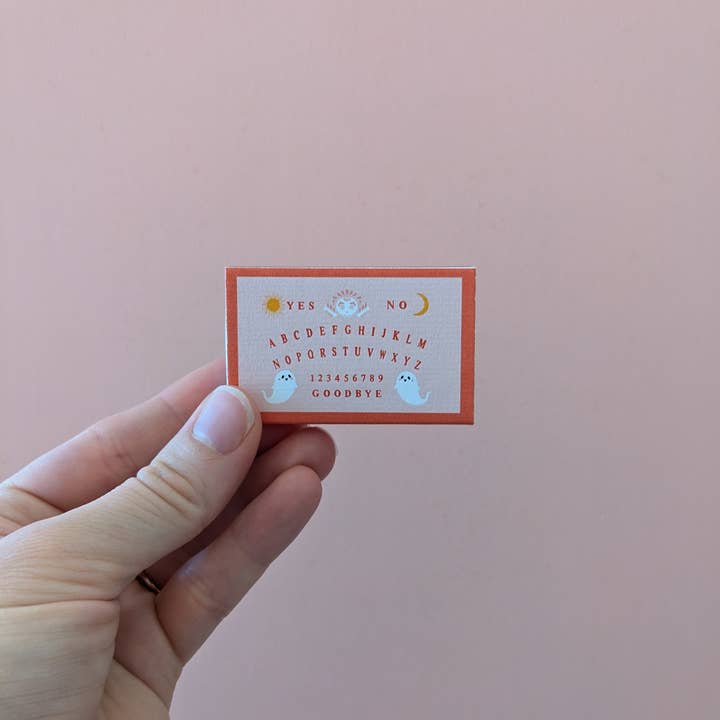 YES NO
ABCDEFGHIJKLM
NOPQRSTUVWXYZ
123456789
GOODBYE